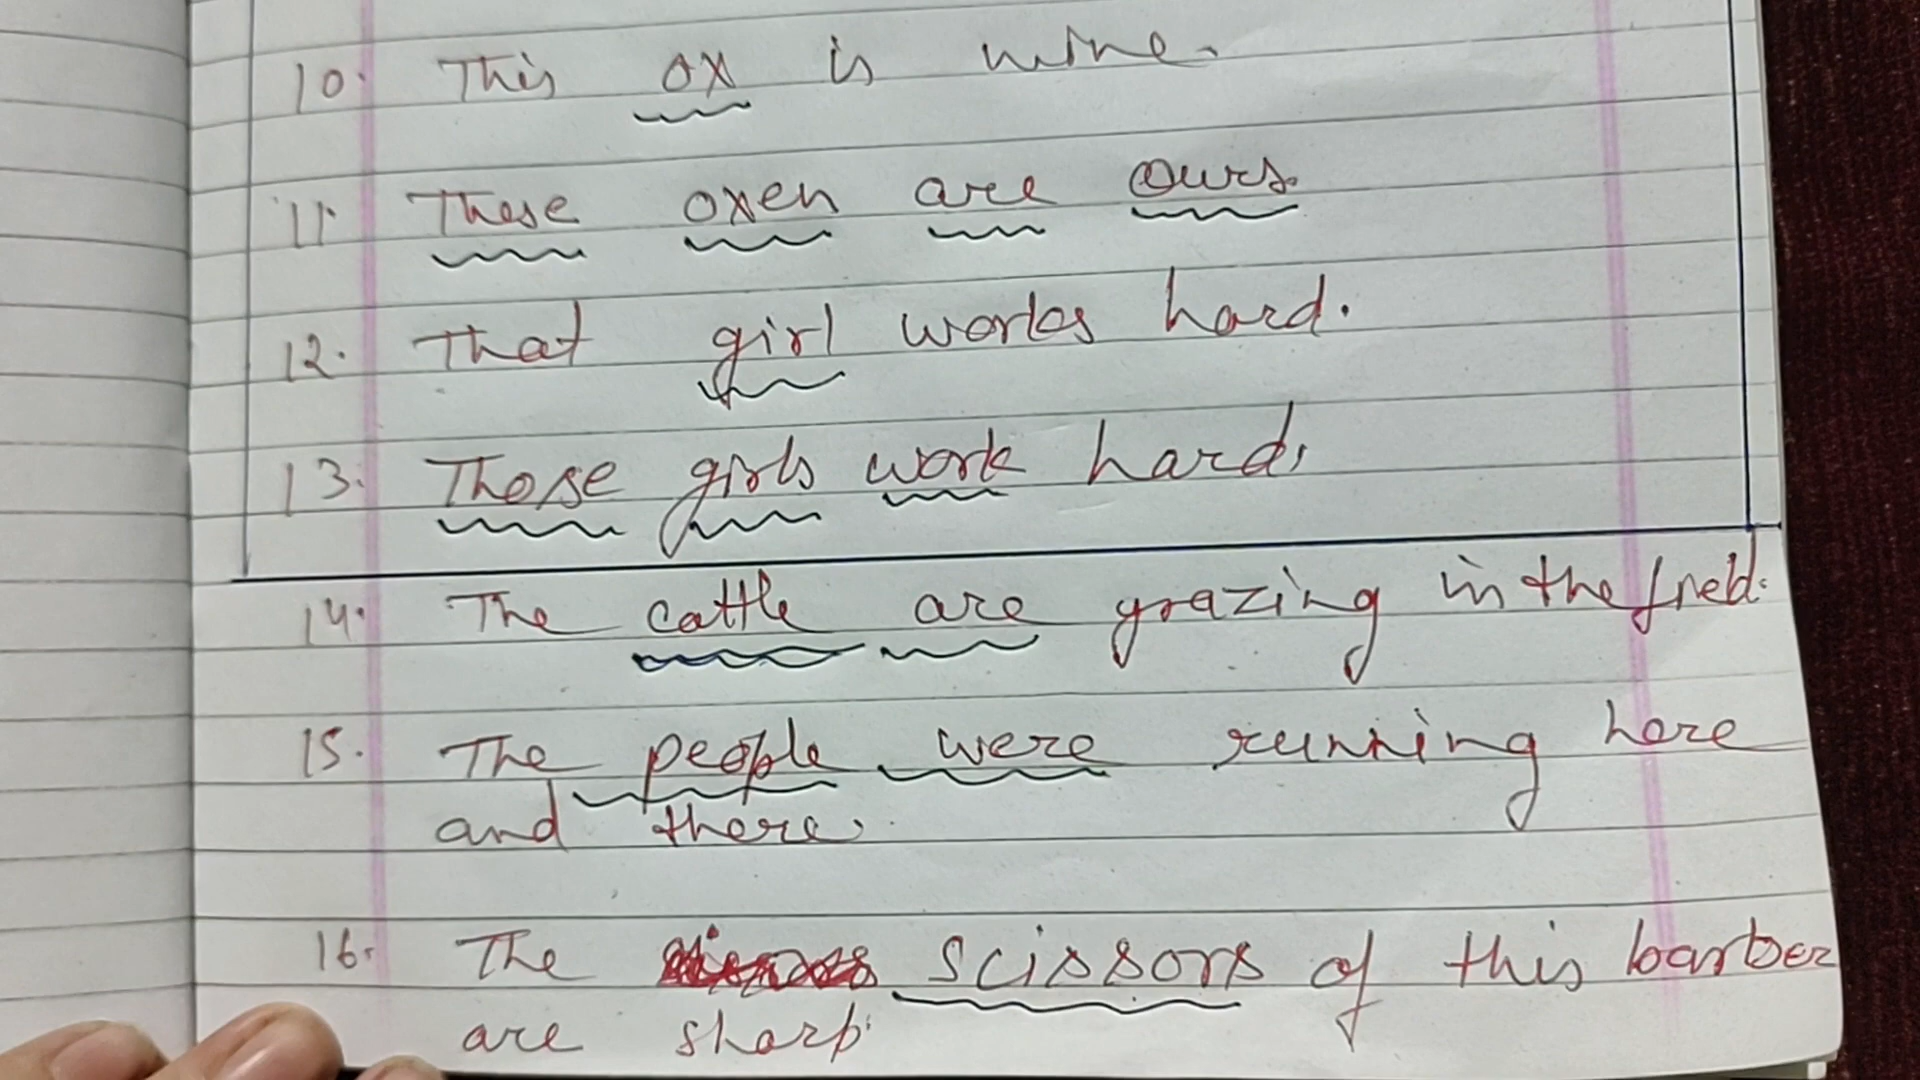 10. This ox is mine.
11. These oxen are ours.
12. That girl works hard.
13. Those girls work hard.
14. The cattle are grazing in the field.
15. The people were running here
and there.
16. The scissors of this barber
are sharp.